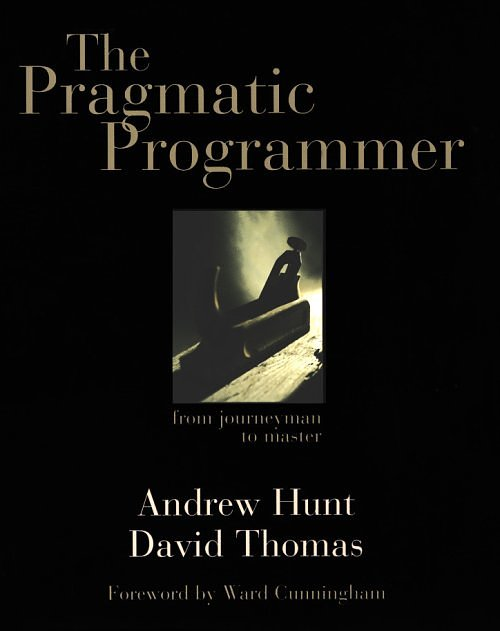 The
Pragmatic
Programmer
from journeyman
to master
Andrew Hunt
David Thomas
Foreword by Ward Cunningham